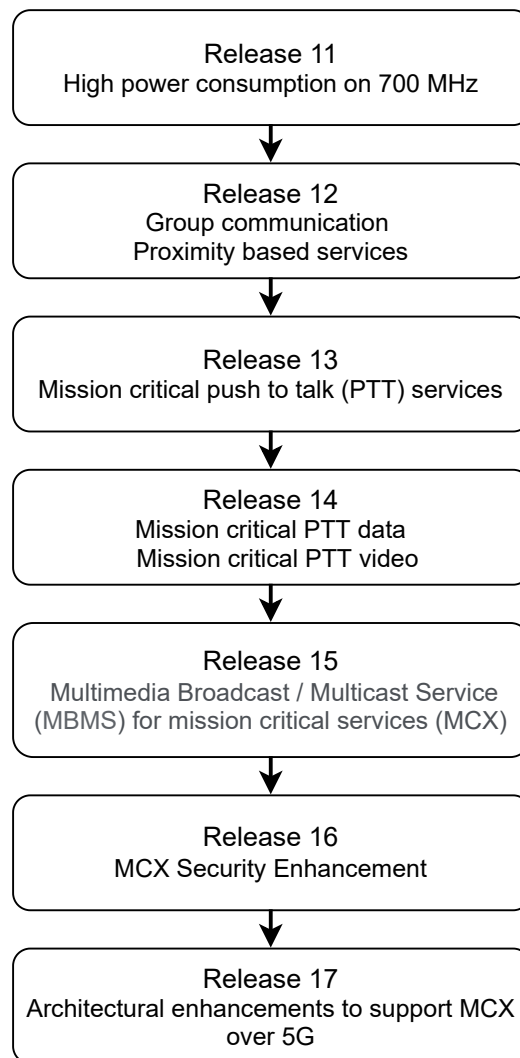 Release 11
High power consumption on 700 MHz
Release 12
Group communication
Proximity based services
Release 13
Mission critical push to talk (PTT) services
Release 14
Mission critical PTT data
Mission critical PTT video
Release 15
Multimedia Broadcast / Multicast Service
(MBMS) for mission critical services (MCX)
Release 16
MCX Security Enhancement
Release 17
Architectural enhancements to support MCX
over 5G